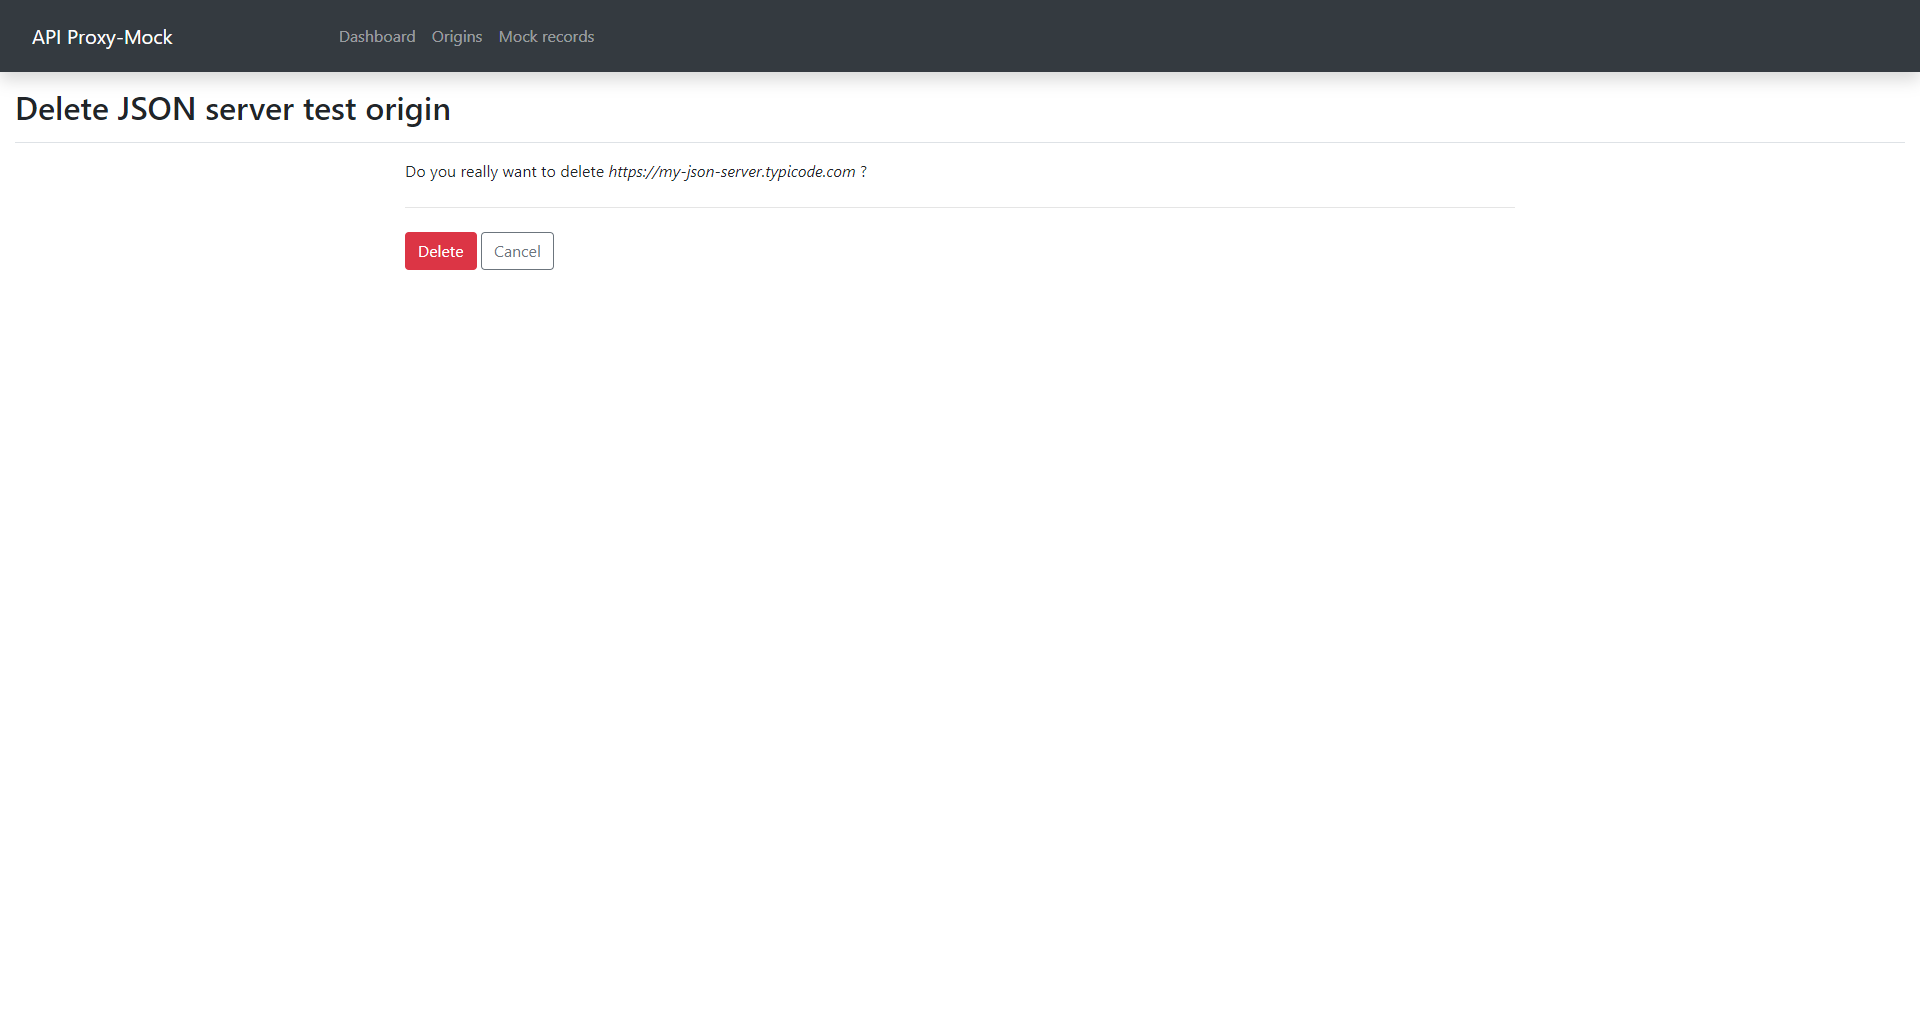 API Proxy-Mock Dashboard Origins Mock records
Delete JSON server test origin
Do you really want to delete https://my-json-server.typicode.com ?
Delete Cancel